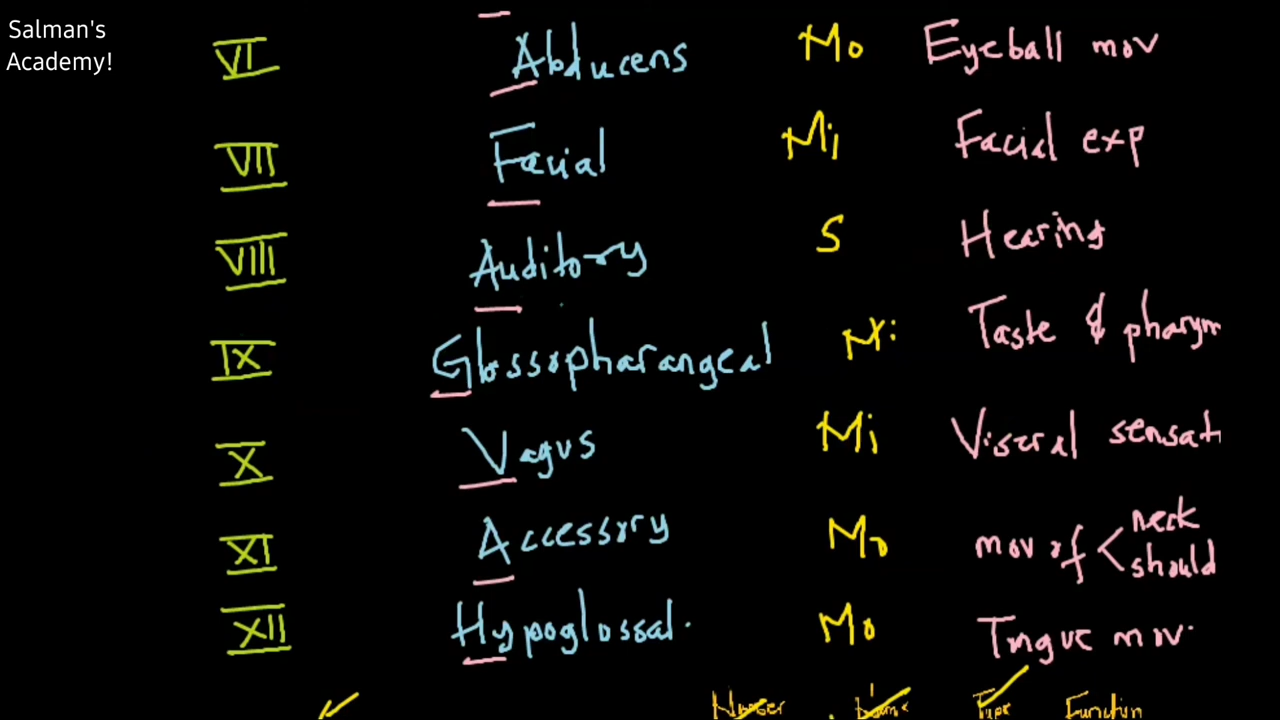 Salman's
Academy!
VI Abducens Mo Eyeball mov
VII Facial Mi Facial exp
VIII Auditory S Hearing
IX Glossopharangeal Mi Taste & pharym
X Vagus Mi Viseral sensat
XI Accessory Mo mov of < neck
should
XII Hypoglossal. Mo Tongue mov.
Number Name Type Function